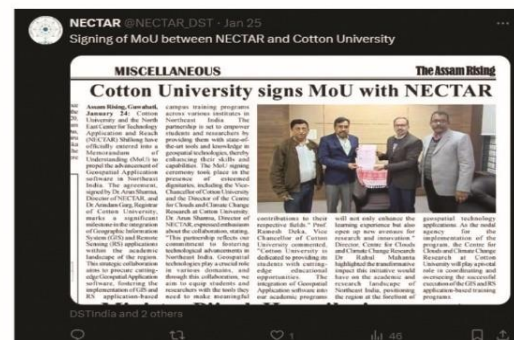 NECTAR @NECTAR_DST · Jan 25
Signing of MoU between NECTAR and Cotton University
MISCELLANEOUS
The Assam Rising
Cotton University signs MoU with NECTAR
Assam Rising, Guwahati,
January 24: Cotton
University and the North
East Center for Technology
Application and Reach
(NECTAR) Shillong have
officially entered into a
Memorandum of
Understanding (MoU) to
propel the advancement of
Geospatial Application
software in Northeast
India. The agreement,
signed by Dr Arun Sharma,
Director of NECTAR, and
Dr Arindam Garg, Registrar
of Cotton University,
marks a significant
milestone in the integration
of Geographic Information
System (GIS) and Remote
Sensing (RS) applications
within the academic
landscape of the region.
This strategic collaboration
aims to procure cutting-
edge Geospatial Application
software, fostering the
implementation of GIS and
RS application-based
campus training programs
across various institutes in
Northeast India. The
partnership is set to empower
students and researchers by
providing them with state-of-
the-art tools and knowledge in
geospatial technologies, thereby
enhancing their skills and
capabilities. The MoU signing
ceremony took place in the
presence of esteemed
dignitaries, including the Vice-
Chancellor of Cotton University
and the Director of the Centre
for Clouds and Climate Change
Research at Cotton University.
Dr. Arun Sharma, Director of
NECTAR, expressed enthusiasm
about the collaboration, stating,
"This partnership reflects our
commitment to fostering
technological advancements in
Northeast India. Geospatial
technologies play a crucial role
in various domains, and
through this collaboration, we
aim to equip students and
researchers with the tools they
need to make meaningful
contributions to their
respective fields." Prof.
Ramesh Deka, Vice
Chancellor of Cotton
University commented,
"Cotton University is
dedicated to providing its
students with cutting-
edge educational
opportunities. The
integration of Geospatial
Application software into
our academic programs
will not only enhance the
learning experience but also
open up new avenues for
research and innovation."
Director, Centre for Clouds
and Climate Change Research
Dr Rahul Mahanta
highlighted the transformative
impact this initiative would
have on the academic and
research landscape of
Northeast India, positioning
the region at the forefront of
geospatial technology
applications. As the nodal
agency for the
implementation of the
program, the Center for
Clouds and Climate Change
Research at Cotton
University will play a pivotal
role in coordinating and
overseeing the successful
execution of the GIS and RS
application-based training
programs.
DSTIndia and 2 others
1
46